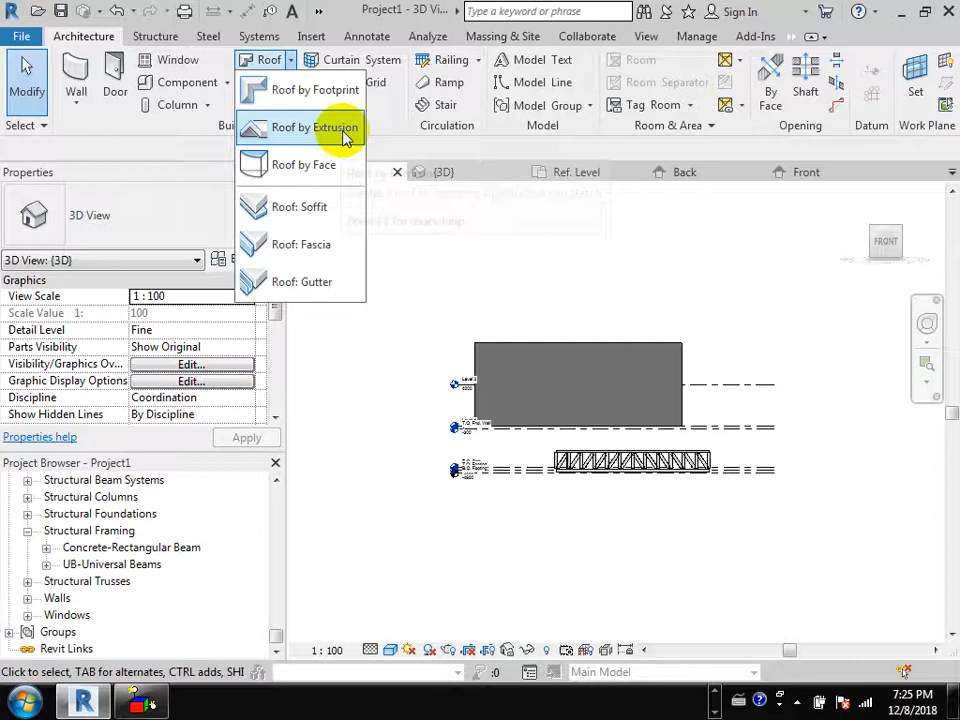 Project1 - 3D View: ...
Type a keyword or phrase
Sign In
File
Architecture
Structure
Steel
Systems
Insert
Annotate
Analyze
Massing & Site
Collaborate
View
Manage
Add-Ins
Modify
Wall
Door
Window
Component
Column
Roof
Curtain System
Grid
Railing
Ramp
Stair
Model Text
Model Line
Model Group
Room
Room Separator
Tag Room
By Face
Shaft
Set
Select
Circulation
Model
Room & Area
Opening
Datum
Work Plane
Roof by Footprint
Roof by Extrusion
Roof by Face
Roof: Soffit
Roof: Fascia
Roof: Gutter
Properties
3D View
3D View: {3D}
Graphics
View Scale 1 : 100
Scale Value 1: 100
Detail Level Fine
Parts Visibility Show Original
Visibility/Graphics Ov... Edit...
Graphic Display Options Edit...
Discipline Coordination
Show Hidden Lines By Discipline
Properties help
Apply
Project Browser - Project1
Structural Beam Systems
Structural Columns
Structural Foundations
Structural Framing
Concrete-Rectangular Beam
UB-Universal Beams
Structural Trusses
Walls
Windows
Groups
Revit Links
{3D}
Ref. Level
Back
Front
FRONT
1 : 100
Click to select, TAB for alternates, CTRL adds, SHI
:0
Main Model
7:25 PM
12/8/2018